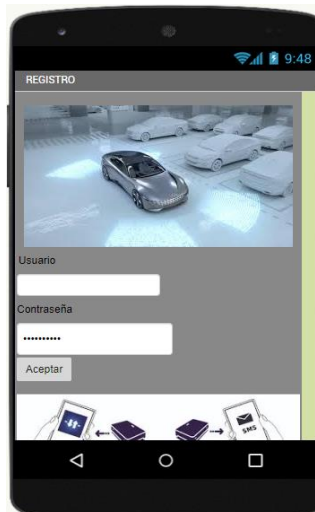 9:48
REGISTRO
Usuario
Contraseña
Aceptar
SMS